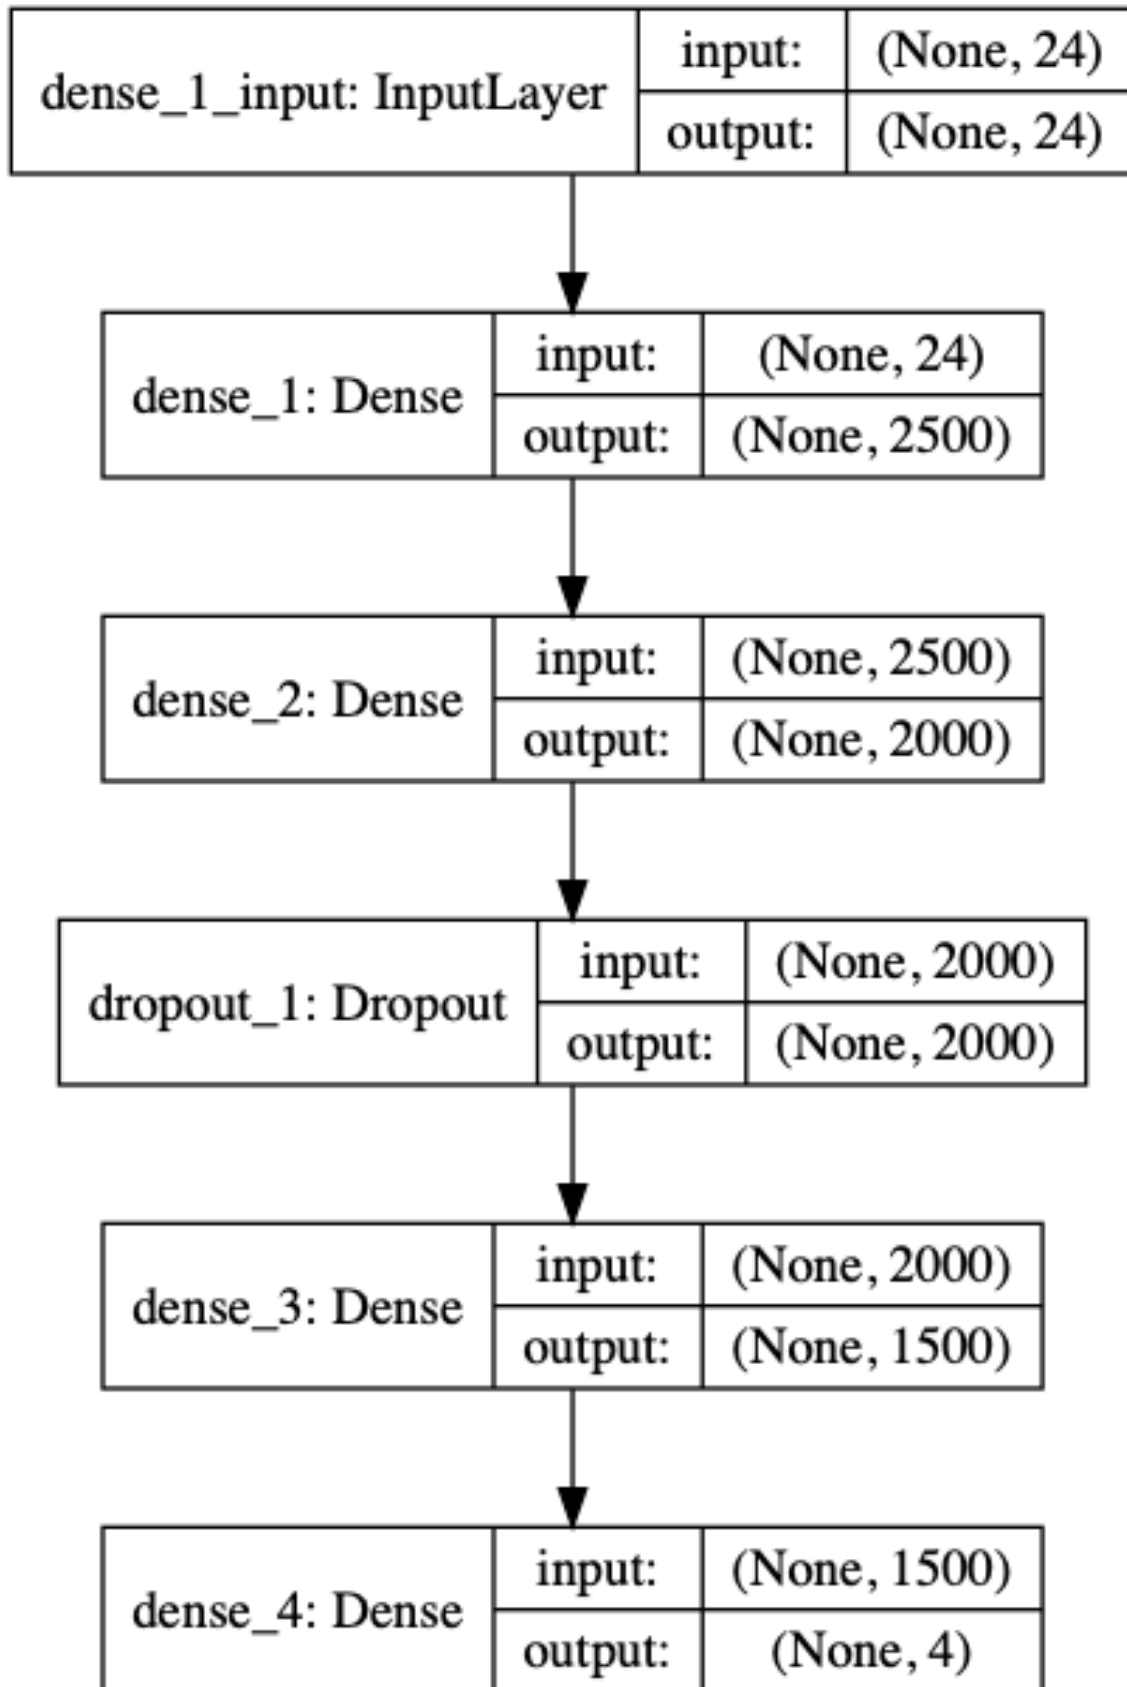 dense_1_input: InputLayer
input: (None, 24)
output: (None, 24)
dense_1: Dense
input: (None, 24)
output: (None, 2500)
dense_2: Dense
input: (None, 2500)
output: (None, 2000)
dropout_1: Dropout
input: (None, 2000)
output: (None, 2000)
dense_3: Dense
input: (None, 2000)
output: (None, 1500)
dense_4: Dense
input: (None, 1500)
output: (None, 4)